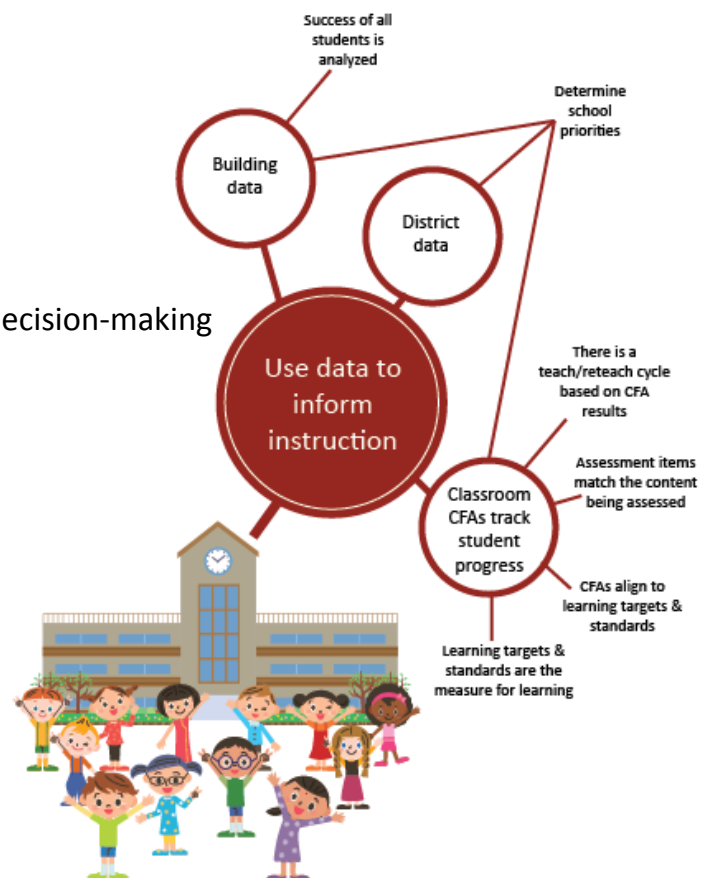 Success of all
students is
analyzed
Determine
school
priorities
Building
data
District
data
ecision-making
Use data to
inform
instruction
There is a
teach/reteach cycle
based on CFA
results
Assessment items
match the content
being assessed
Classroom
CFAs track
student
progress
CFAs align to
learning targets &
standards
Learning targets &
standards are the
measure for learning